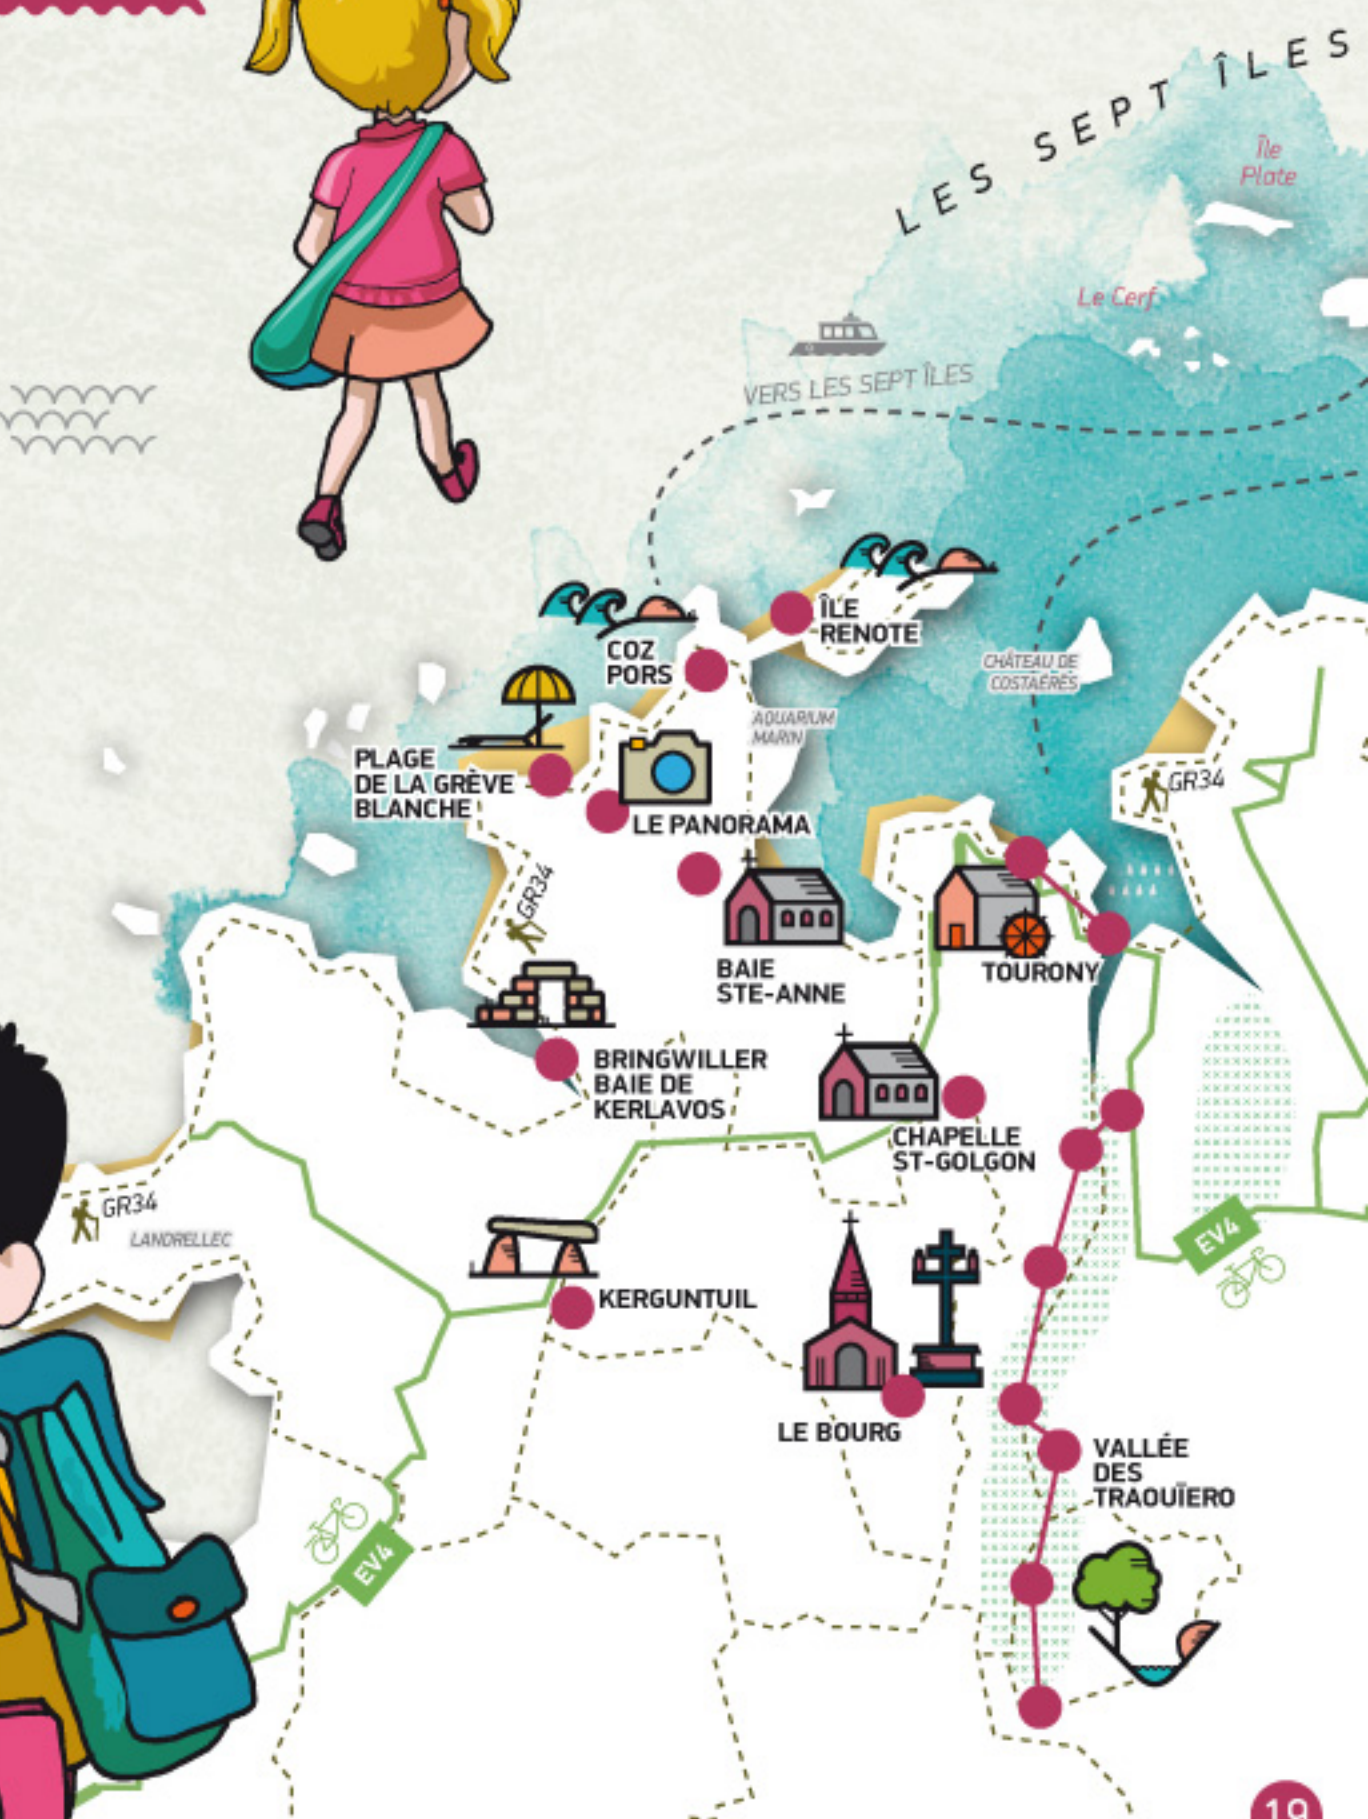 LES SEPT ÎLES
Île
Plate
Le Cerf
VERS LES SEPT ÎLES
ÎLE
RENOTE
COZ
PORS
CHÂTEAU DE
COSTAÉRÈS
AQUARIUM
MARIN
PLAGE
DE LA GRÈVE
BLANCHE
GR34
LE PANORAMA
GR34
BAIE
STE-ANNE
TOURONY
BRINGWILLER
BAIE DE
KERLAVOS
CHAPELLE
ST-GOLGON
GR34
LANDRELLEC
EV4
KERGUNTUIL
LE BOURG
VALLÉE
DES
TRAOUÏERO
EV4
19